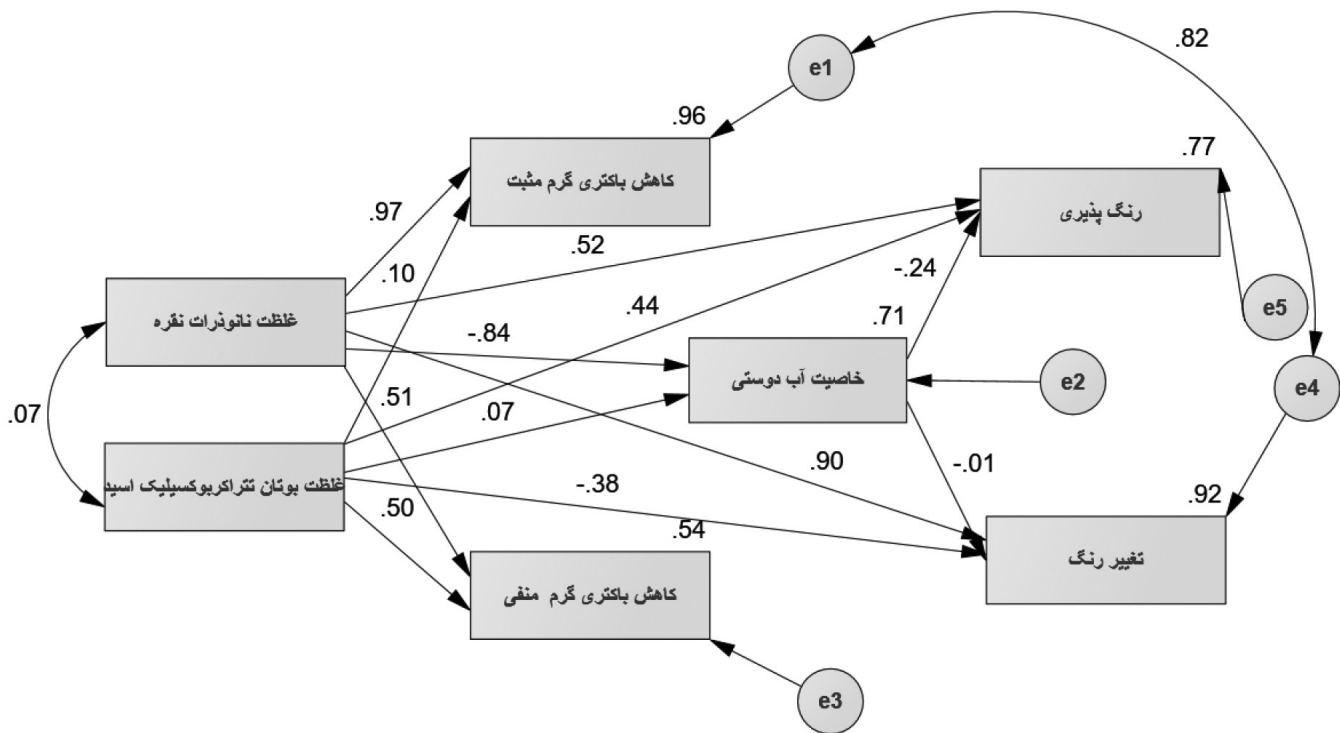 .82
e1
.96
.77
کاهش باکتری گرم مثبت
رنگ پذیری
.97
.52
.10
-.24
غلظت نانوذرات نقره
.44
.71
e5
-.84
خاصیت آب دوستی
e2
e4
.51
.07
.07
غلظت بوتان تتراکربوکسیلیک اسید
.90
-.01
-.38
.50
.92
.54
تغییر رنگ
کاهش باکتری گرم منفی
e3